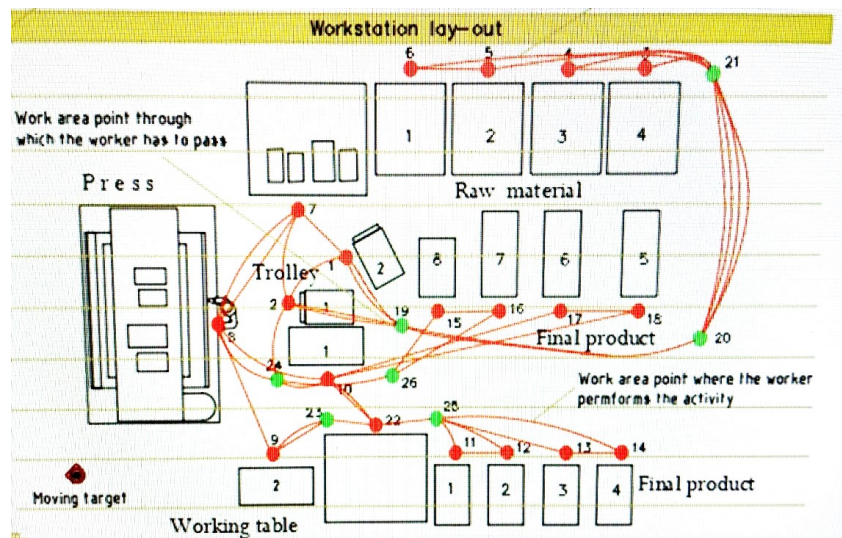 Workstation lay-out
6 5 4 3 21
Work area point through
which the worker has to pass
1 2 3 4
Press
Raw material
7
1
2
8 7 6 5
Trolley
2
1
19
15 16 17 18
8
Final product
20
1
24 10 26
Work area point where the worker
permforms the activity
23 22 25
9
11 12 13 14
2
1 2 3 4
Final product
Moving target
Working table